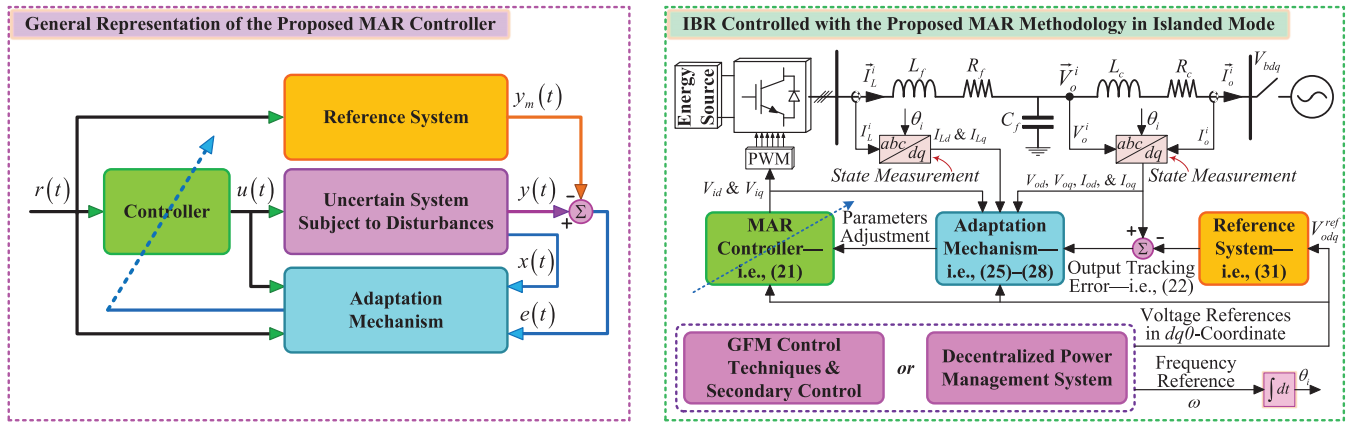 General Representation of the Proposed MAR Controller
Reference System
y_m(t)
r(t)
Controller
u(t)
Uncertain System
Subject to Disturbances
y(t)
−
+
Σ
x(t)
Adaptation
Mechanism
e(t)
IBR Controlled with the Proposed MAR Methodology in Islanded Mode
Energy
Source
PWM
I⃗_L^i
L_f
R_f
V⃗_o^i
L_c
R_c
I⃗_o^i
V_bdq
I_L^i
θ_i
I_Ld & I_Lq
C_f
V_o^i
θ_i
I_o^i
abc
dq
abc
dq
State Measurement
State Measurement
V_id & V_iq
V_od, V_oq, I_od, & I_oq
MAR
Controller—
i.e., (21)
Parameters
Adjustment
Adaptation
Mechanism—
i.e., (25)–(28)
+
−
Σ
Output Tracking
Error—i.e., (22)
Reference
System—
i.e., (31)
V_odq^ref
Voltage References
in dq0-Coordinate
GFM Control
Techniques &
Secondary Control
or
Decentralized Power
Management System
Frequency
Reference
ω
∫dt
θ_i